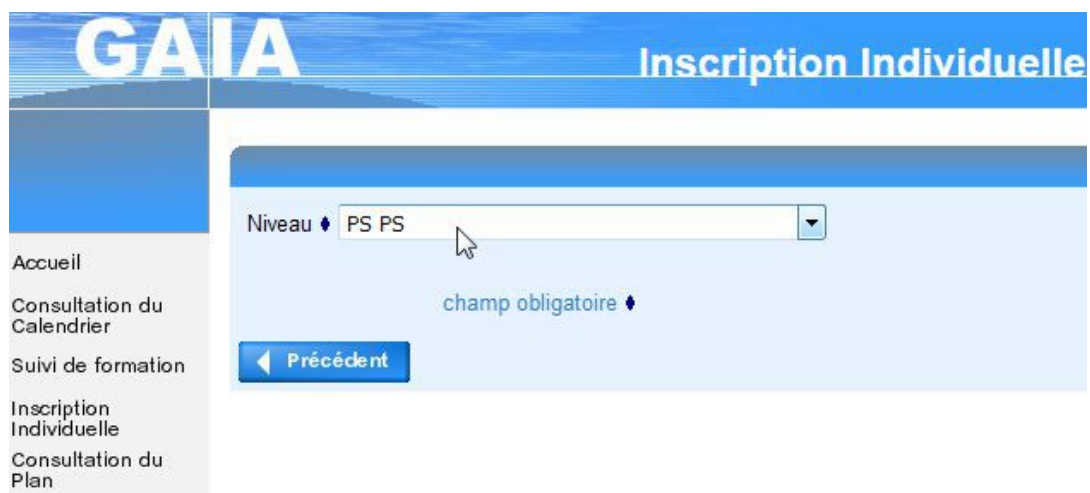 GAIA
Inscription Individuelle
Niveau PS PS
champ obligatoire
Précédent
Accueil
Consultation du
Calendrier
Suivi de formation
Inscription
Individuelle
Consultation du
Plan